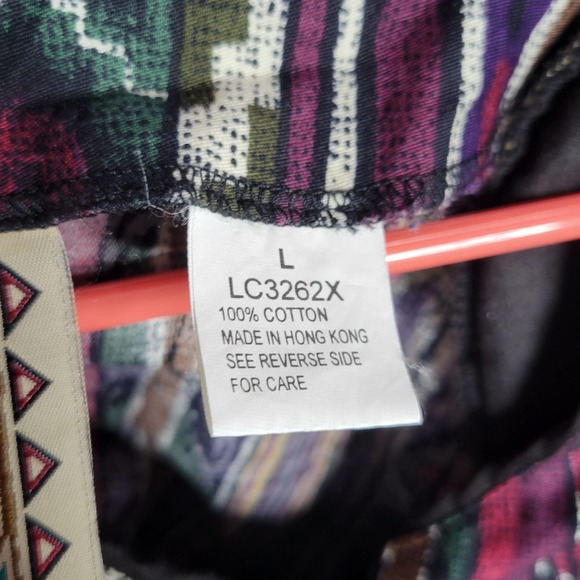 L
LC3262X
100% COTTON
MADE IN HONG KONG
SEE REVERSE SIDE
FOR CARE